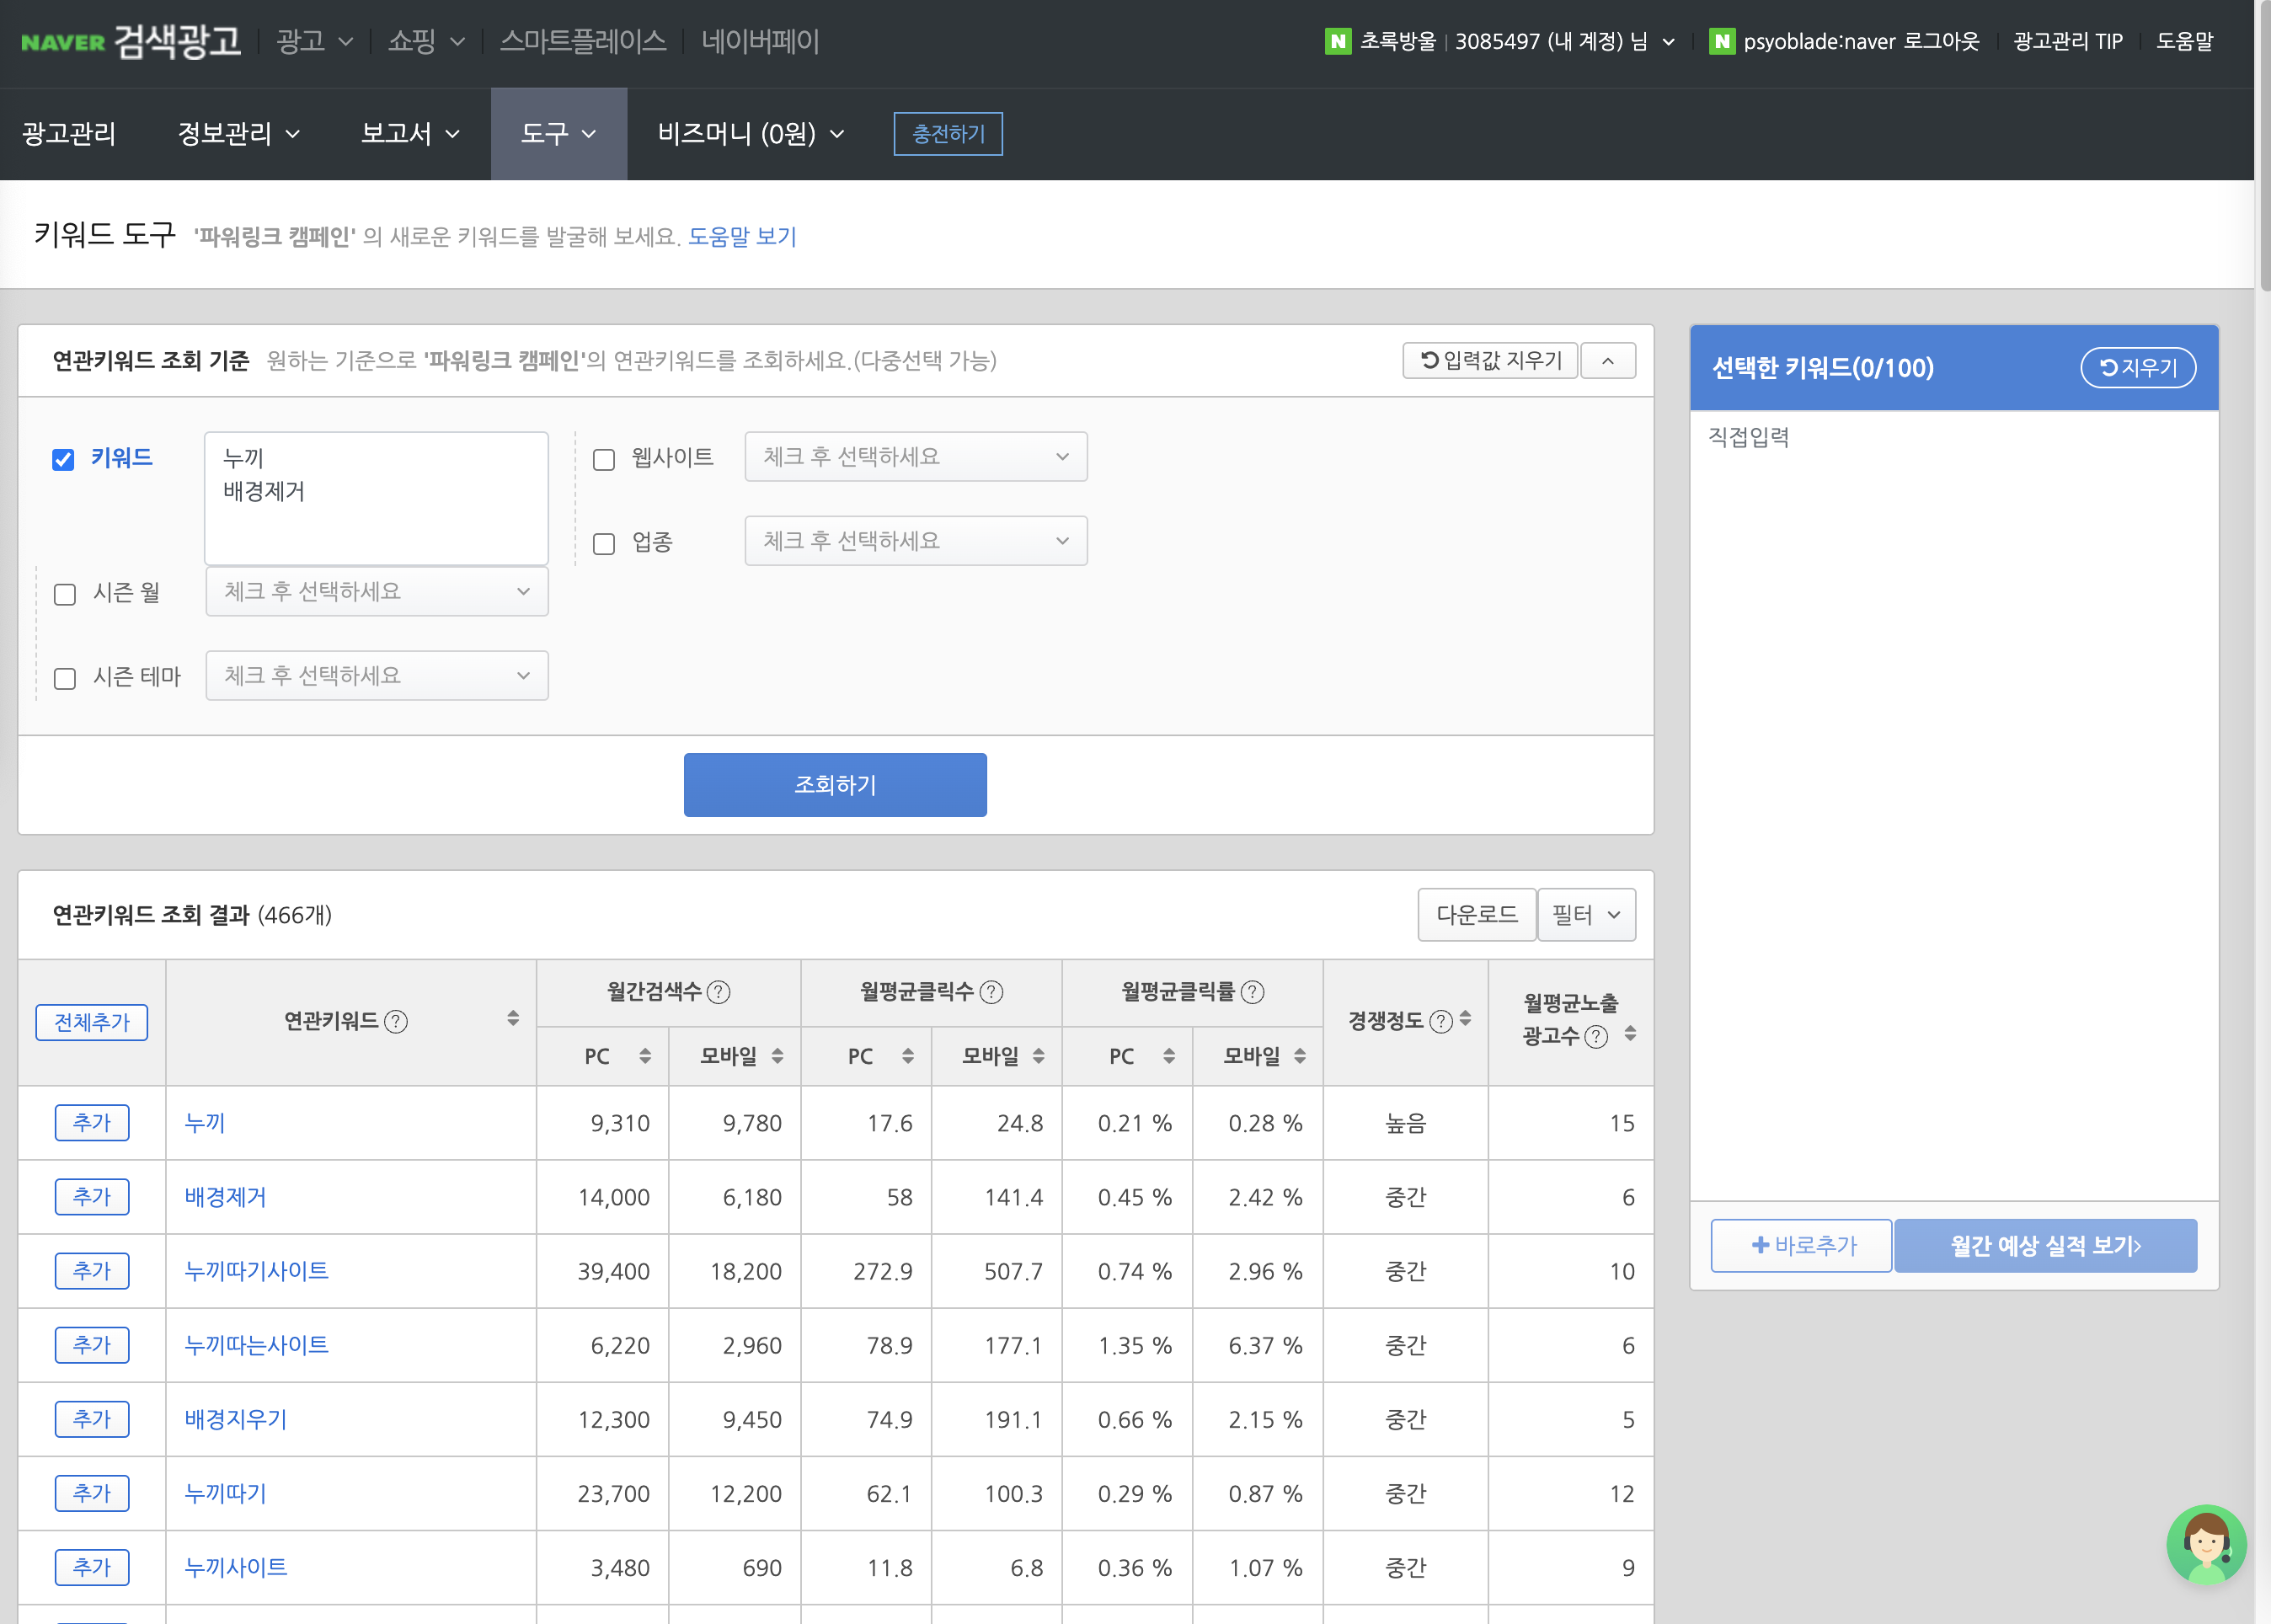 NAVER 검색광고 광고 쇼핑 스마트플레이스 네이버페이 N 초록방울 3085497 (내 계정) 님 N psyoblade:naver 로그아웃 광고관리 TIP 도움말
광고관리 정보관리 보고서 도구 비즈머니 (0원) 충전하기
키워드 도구 '파워링크 캠페인' 의 새로운 키워드를 발굴해 보세요. 도움말 보기
연관키워드 조회 기준 원하는 기준으로 '파워링크 캠페인'의 연관키워드를 조회하세요.(다중선택 가능) 입력값 지우기
키워드 누끼
배경제거
웹사이트 체크 후 선택하세요
업종 체크 후 선택하세요
시즌 월 체크 후 선택하세요
시즌 테마 체크 후 선택하세요
조회하기
선택한 키워드(0/100) 지우기
직접입력
+ 바로추가 월간 예상 실적 보기>
연관키워드 조회 결과 (466개) 다운로드 필터
전체추가 연관키워드 ? 월간검색수 ? 월평균클릭수 ? 월평균클릭률 ? 경쟁정도 ? 월평균노출
광고수 ?
PC 모바일 PC 모바일 PC 모바일
추가 누끼 9,310 9,780 17.6 24.8 0.21 % 0.28 % 높음 15
추가 배경제거 14,000 6,180 58 141.4 0.45 % 2.42 % 중간 6
추가 누끼따기사이트 39,400 18,200 272.9 507.7 0.74 % 2.96 % 중간 10
추가 누끼따는사이트 6,220 2,960 78.9 177.1 1.35 % 6.37 % 중간 6
추가 배경지우기 12,300 9,450 74.9 191.1 0.66 % 2.15 % 중간 5
추가 누끼따기 23,700 12,200 62.1 100.3 0.29 % 0.87 % 중간 12
추가 누끼사이트 3,480 690 11.8 6.8 0.36 % 1.07 % 중간 9